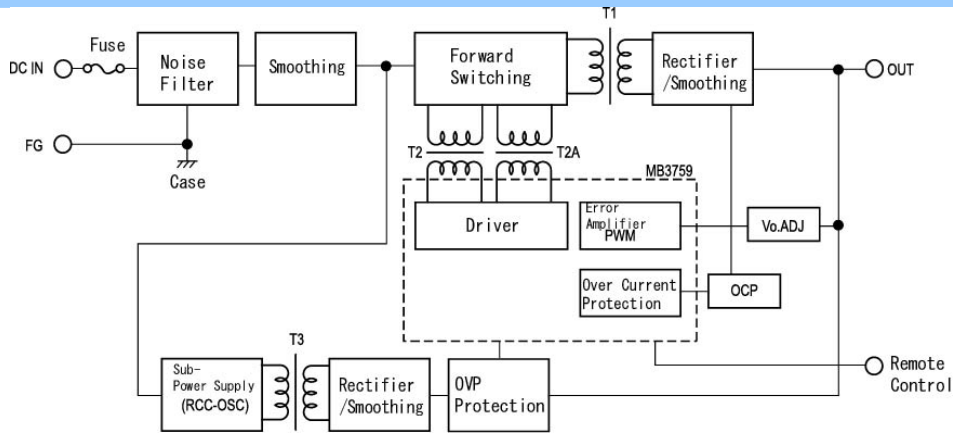 T1
Fuse
DC IN
Noise
Filter
Smoothing
Forward
Switching
Rectifier
/Smoothing
OUT
FG
Case
T2
T2A
MB3759
Driver
Error
Amplifier
PWM
Vo.ADJ
Over Current
Protection
OCP
T3
Sub-
Power Supply
(RCC-OSC)
Rectifier
/Smoothing
OVP
Protection
Remote
Control